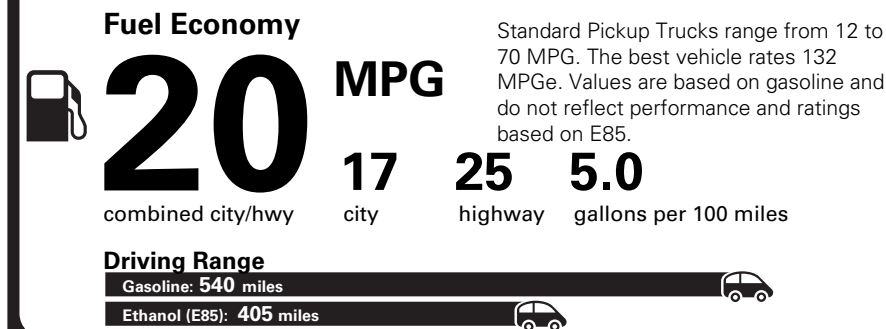 Fuel Economy
20
MPG
Standard Pickup Trucks range from 12 to
70 MPG. The best vehicle rates 132
MPGe. Values are based on gasoline and
do not reflect performance and ratings
based on E85.
17 25 5.0
combined city/hwy city highway gallons per 100 miles
Driving Range
Gasoline: 540 miles
Ethanol (E85): 405 miles